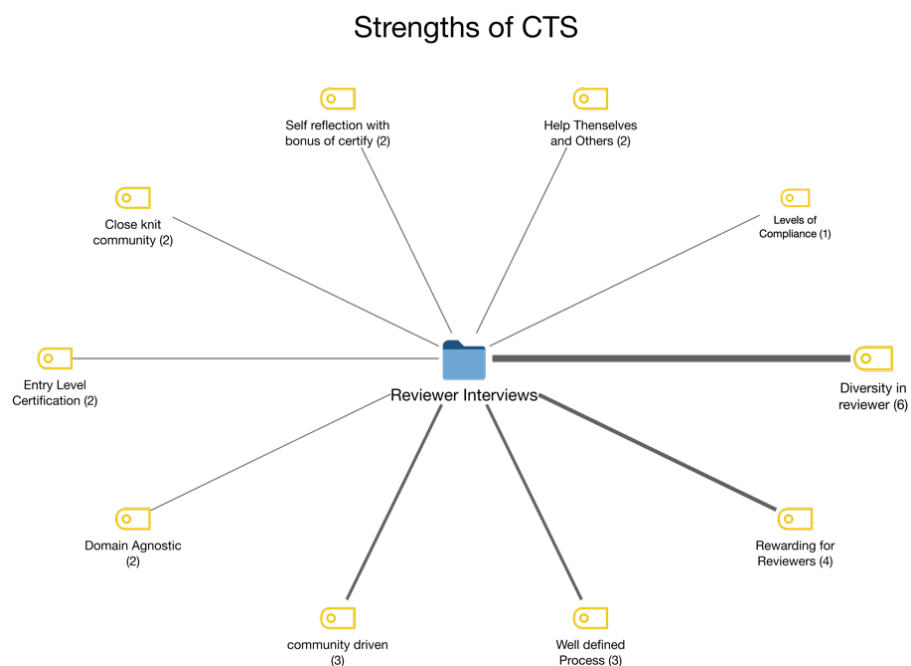 Strengths of CTS
Self reflection with
bonus of certify (2)
Help Thenselves
and Others (2)
Close knit
community (2)
Levels of
Compliance (1)
Entry Level
Certification (2)
Reviewer Interviews
Diversity in
reviewer (6)
Domain Agnostic
(2)
Rewarding for
Reviewers (4)
community driven
(3)
Well defined
Process (3)